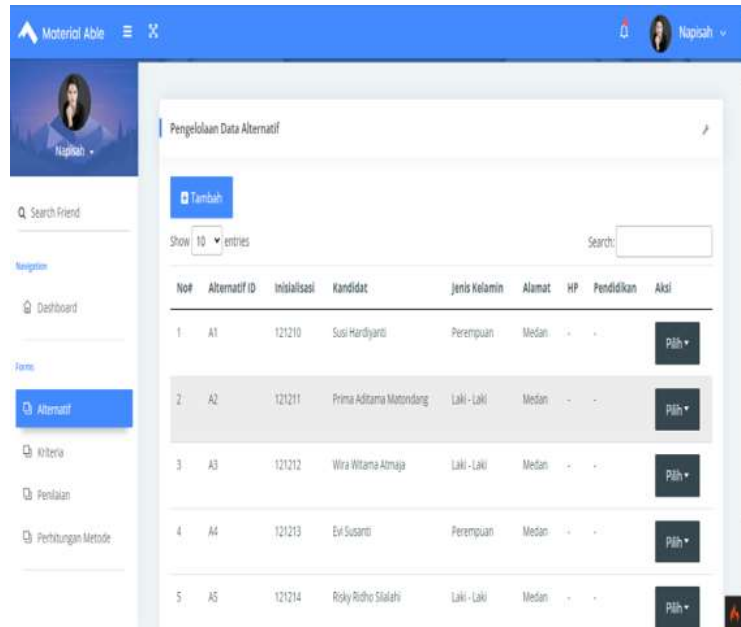 Material Able
Napisah
Napisah
Search Friend
Navigation
Dashboard
Forms
Alternatif
Kriteria
Penilaian
Perhitungan Metode
Pengelolaan Data Alternatif
Tambah
Show 10 entries
Search:
No# Alternatif ID Inisialisasi Kandidat Jenis Kelamin Alamat HP Pendidikan Aksi
1 A1 121210 Susi Hardiyanti Perempuan Medan - - Pilih
2 A2 121211 Prima Aditama Matondang Laki - Laki Medan - - Pilih
3 A3 121212 Wira Witama Atmaja Laki - Laki Medan - - Pilih
4 A4 121213 Evi Susanti Perempuan Medan - - Pilih
5 A5 121214 Risky Ridho Silalahi Laki - Laki Medan - - Pilih